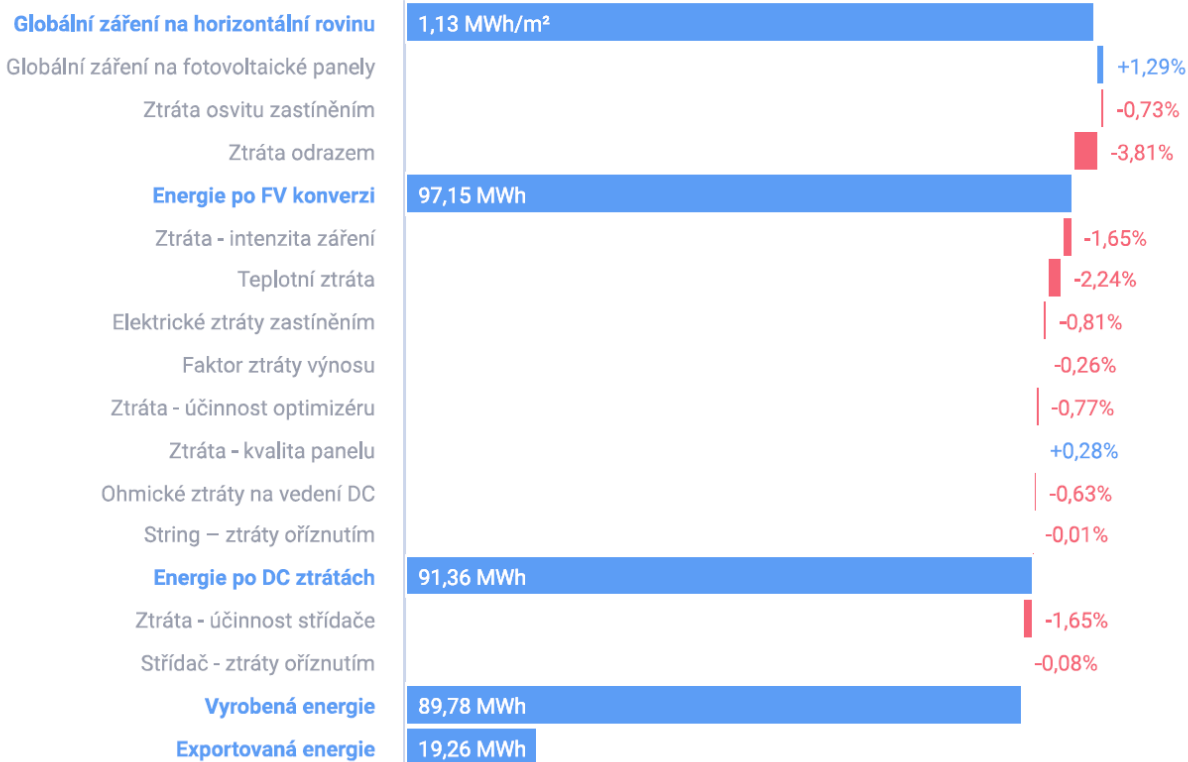 Globální záření na horizontální rovinu 1,13 MWh/m²
Globální záření na fotovoltaické panely +1,29%
Ztráta osvitu zastíněním -0,73%
Ztráta odrazem -3,81%
Energie po FV konverzi 97,15 MWh
Ztráta - intenzita záření -1,65%
Teplotní ztráta -2,24%
Elektrické ztráty zastíněním -0,81%
Faktor ztráty výnosu -0,26%
Ztráta - účinnost optimizéru -0,77%
Ztráta - kvalita panelu +0,28%
Ohmické ztráty na vedení DC -0,63%
String – ztráty oříznutím -0,01%
Energie po DC ztrátách 91,36 MWh
Ztráta - účinnost střídače -1,65%
Střídač - ztráty oříznutím -0,08%
Vyrobená energie 89,78 MWh
Exportovaná energie 19,26 MWh